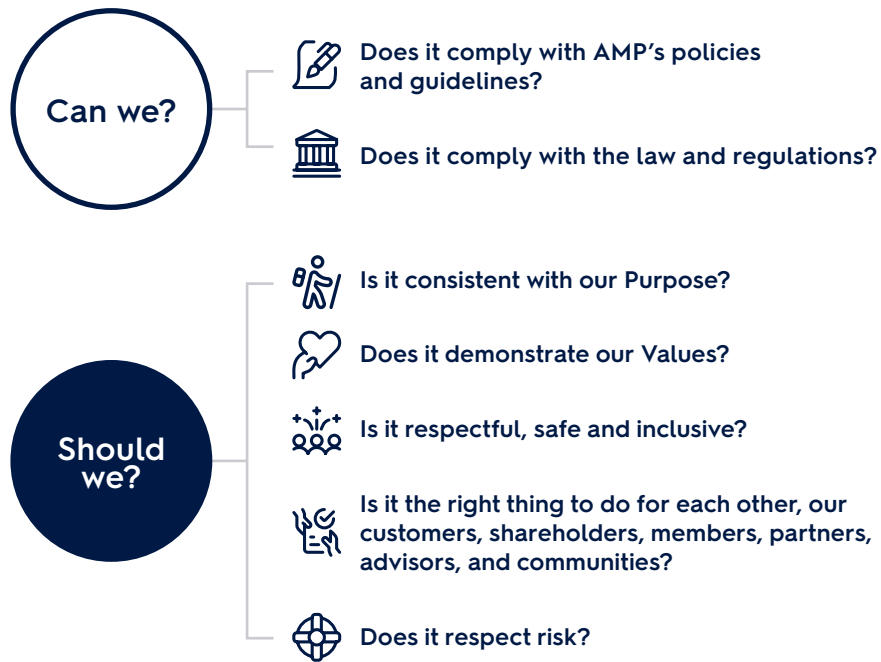 Can we?
Does it comply with AMP’s policies
and guidelines?
Does it comply with the law and regulations?
Should
we?
Is it consistent with our Purpose?
Does it demonstrate our Values?
Is it respectful, safe and inclusive?
Is it the right thing to do for each other, our
customers, shareholders, members, partners,
advisors, and communities?
Does it respect risk?